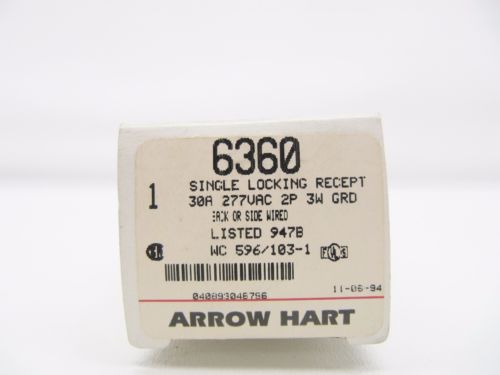 6360
1
SINGLE LOCKING RECEPT
30A 277VAC 2P 3W GRD
BACK OR SIDE WIRED
LISTED 947B
WC 596/103-1
040893046796
11-06-94
ARROW HART